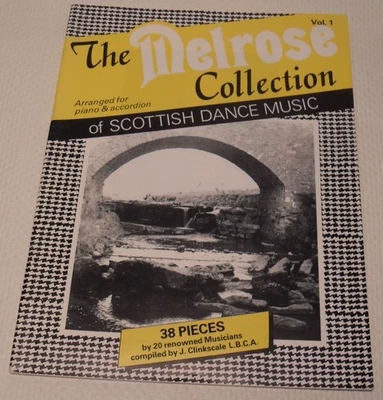 Vol. 1
The Melrose
Collection
Arranged for
piano & accordion
of SCOTTISH DANCE MUSIC
38 PIECES
by 20 renowned Musicians
compiled by J. Clinkscale L.B.C.A.